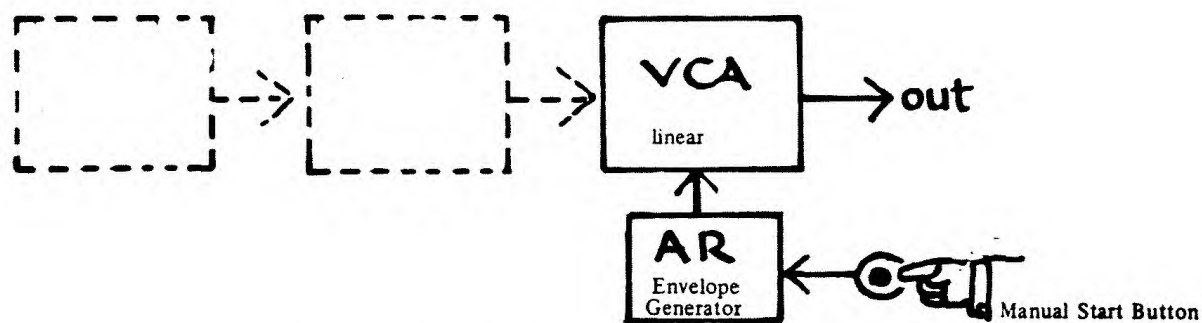 VCA
linear
out
AR
Envelope
Generator
Manual Start Button